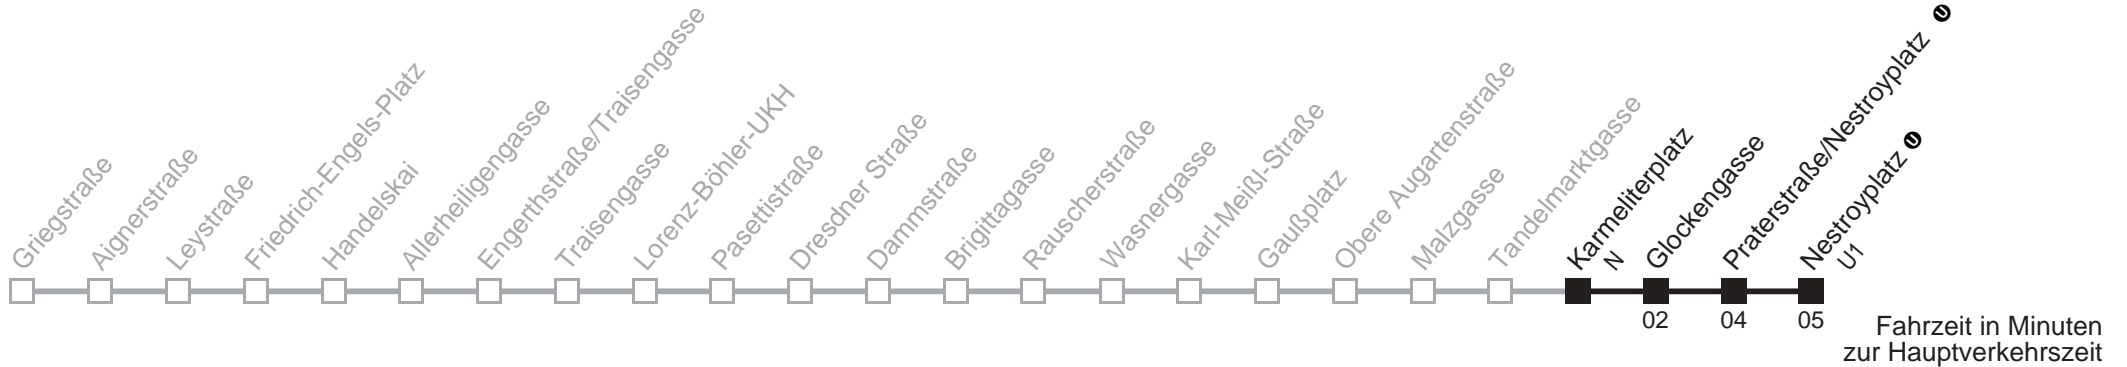 Griegstraße
Aignerstraße
Leystraße
Friedrich-Engels-Platz
Handelskai
Allerheiligengasse
Engerthstraße/Traisengasse
Traisengasse
Lorenz-Böhler-UKH
Pasettistraße
Dresdner Straße
Dammstraße
Brigittagasse
Rauscherstraße
Wasnergasse
Karl-Meißl-Straße
Gaußplatz
Obere Augartenstraße
Malzgasse
Tandelmarktgasse
Karmeliterplatz
N
Glockengasse
Praterstraße/Nestroyplatz U
Nestroyplatz U
U1
02
04
05
Fahrzeit in Minuten
zur Hauptverkehrszeit